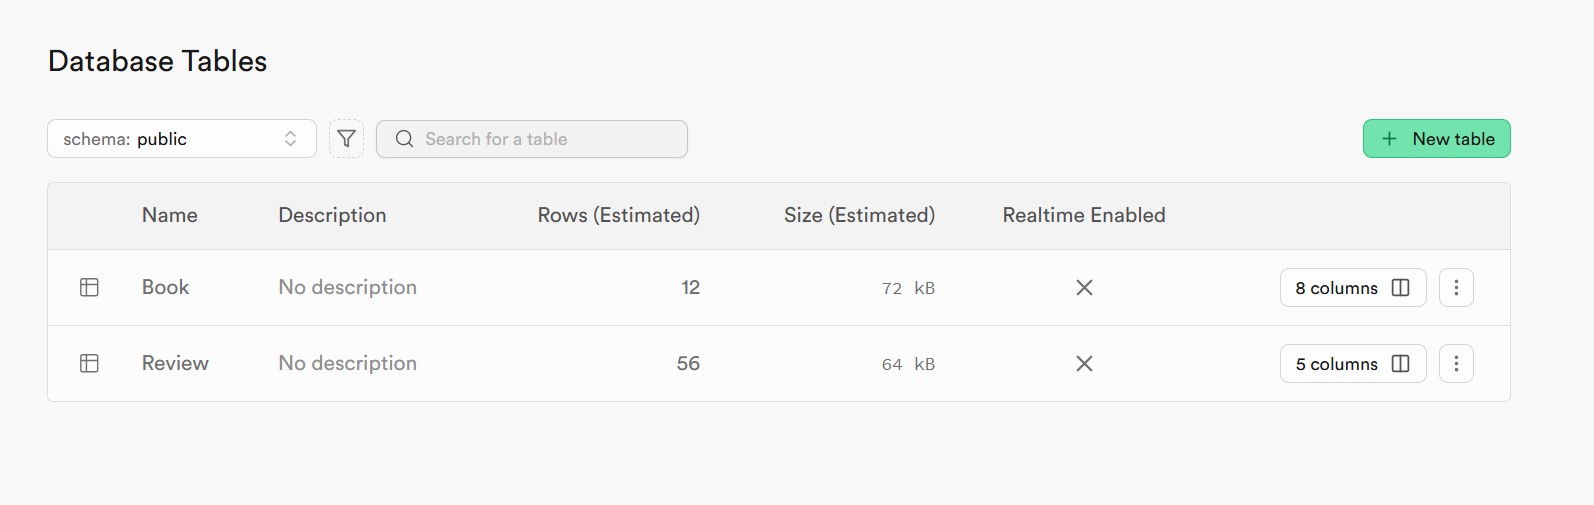 Database Tables
schema: public
Search for a table
New table
Name Description Rows (Estimated) Size (Estimated) Realtime Enabled
Book No description 12 72 kB 8 columns
Review No description 56 64 kB 5 columns